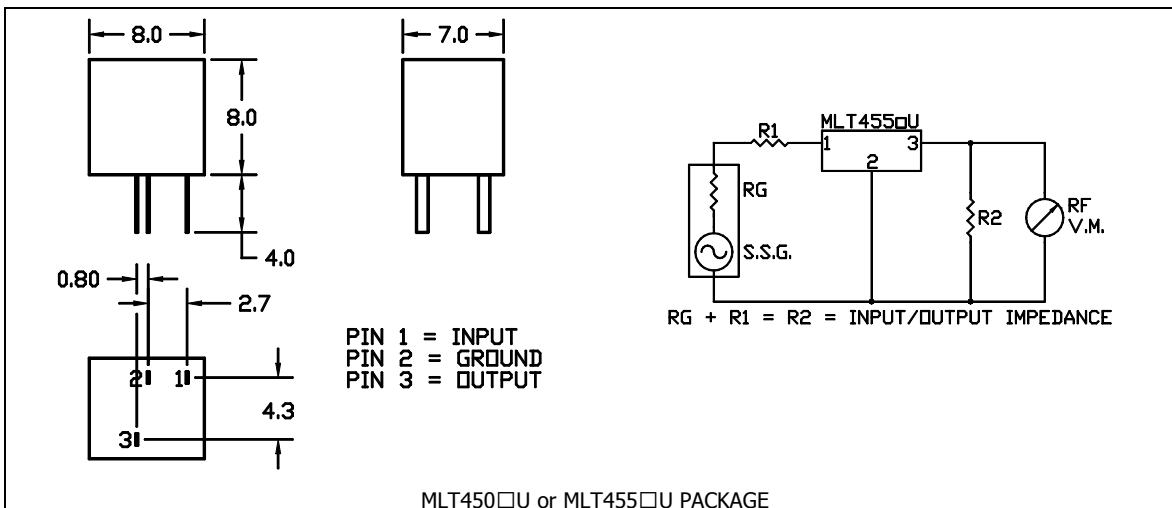 8.0
7.0
8.0
4.0
0.80
2.7
2 1
4.3
3
PIN 1 = INPUT
PIN 2 = GROUND
PIN 3 = OUTPUT
R1
MLT455□U
1 3
2
RG
R2
RF
V.M.
S.S.G.
RG + R1 = R2 = INPUT/OUTPUT IMPEDANCE
MLT450□U or MLT455□U PACKAGE